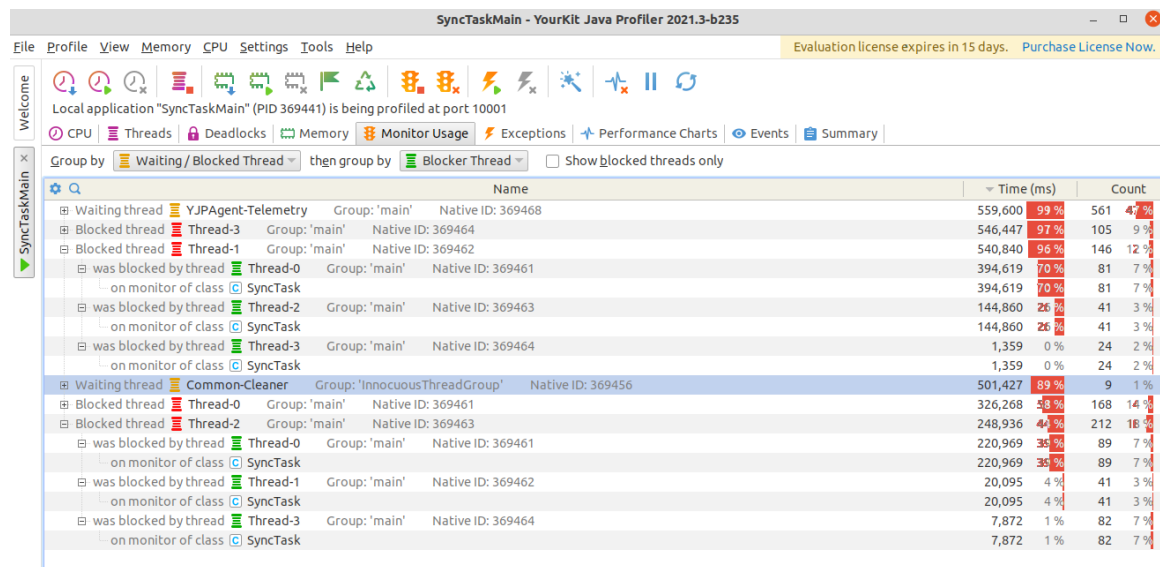 SyncTaskMain - YourKit Java Profiler 2021.3-b235
File Profile View Memory CPU Settings Tools Help Evaluation license expires in 15 days. Purchase License Now.
Welcome
Local application "SyncTaskMain" (PID 369441) is being profiled at port 10001
CPU Threads Deadlocks Memory Monitor Usage Exceptions Performance Charts Events Summary
SyncTaskMain
Group by Waiting / Blocked Thread then group by Blocker Thread Show blocked threads only
Name Time (ms) Count
Waiting thread YJPAgent-Telemetry Group: 'main' Native ID: 369468 559,600 99 % 561 47 %
Blocked thread Thread-3 Group: 'main' Native ID: 369464 546,447 97 % 105 9 %
Blocked thread Thread-1 Group: 'main' Native ID: 369462 540,840 96 % 146 12 %
was blocked by thread Thread-0 Group: 'main' Native ID: 369461 394,619 70 % 81 7 %
on monitor of class SyncTask 394,619 70 % 81 7 %
was blocked by thread Thread-2 Group: 'main' Native ID: 369463 144,860 % 41 3 %
on monitor of class SyncTask 144,860 % 41 3 %
was blocked by thread Thread-3 Group: 'main' Native ID: 369464 1,359 0 % 24 2 %
on monitor of class SyncTask 1,359 0 % 24 2 %
Waiting thread Common-Cleaner Group: 'InnocuousThreadGroup' Native ID: 369456 501,427 89 % 9 1 %
Blocked thread Thread-0 Group: 'main' Native ID: 369461 326,268 58 % 168 14 %
Blocked thread Thread-2 Group: 'main' Native ID: 369463 248,936 % 212 18 %
was blocked by thread Thread-0 Group: 'main' Native ID: 369461 220,969 % 89 7 %
on monitor of class SyncTask 220,969 % 89 7 %
was blocked by thread Thread-1 Group: 'main' Native ID: 369462 20,095 4 % 41 3 %
on monitor of class SyncTask 20,095 4 % 41 3 %
was blocked by thread Thread-3 Group: 'main' Native ID: 369464 7,872 1 % 82 7 %
on monitor of class SyncTask 7,872 1 % 82 7 %